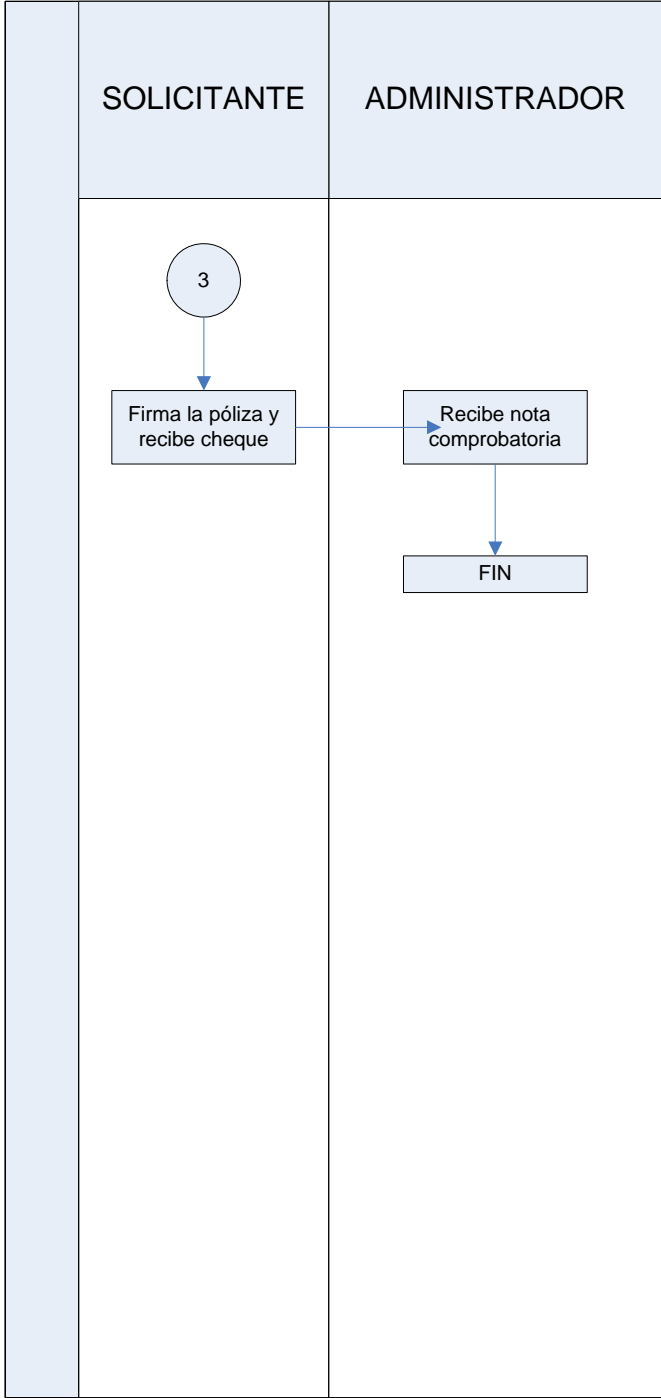 SOLICITANTE
ADMINISTRADOR
3
Firma la póliza y
recibe cheque
Recibe nota
comprobatoria
FIN